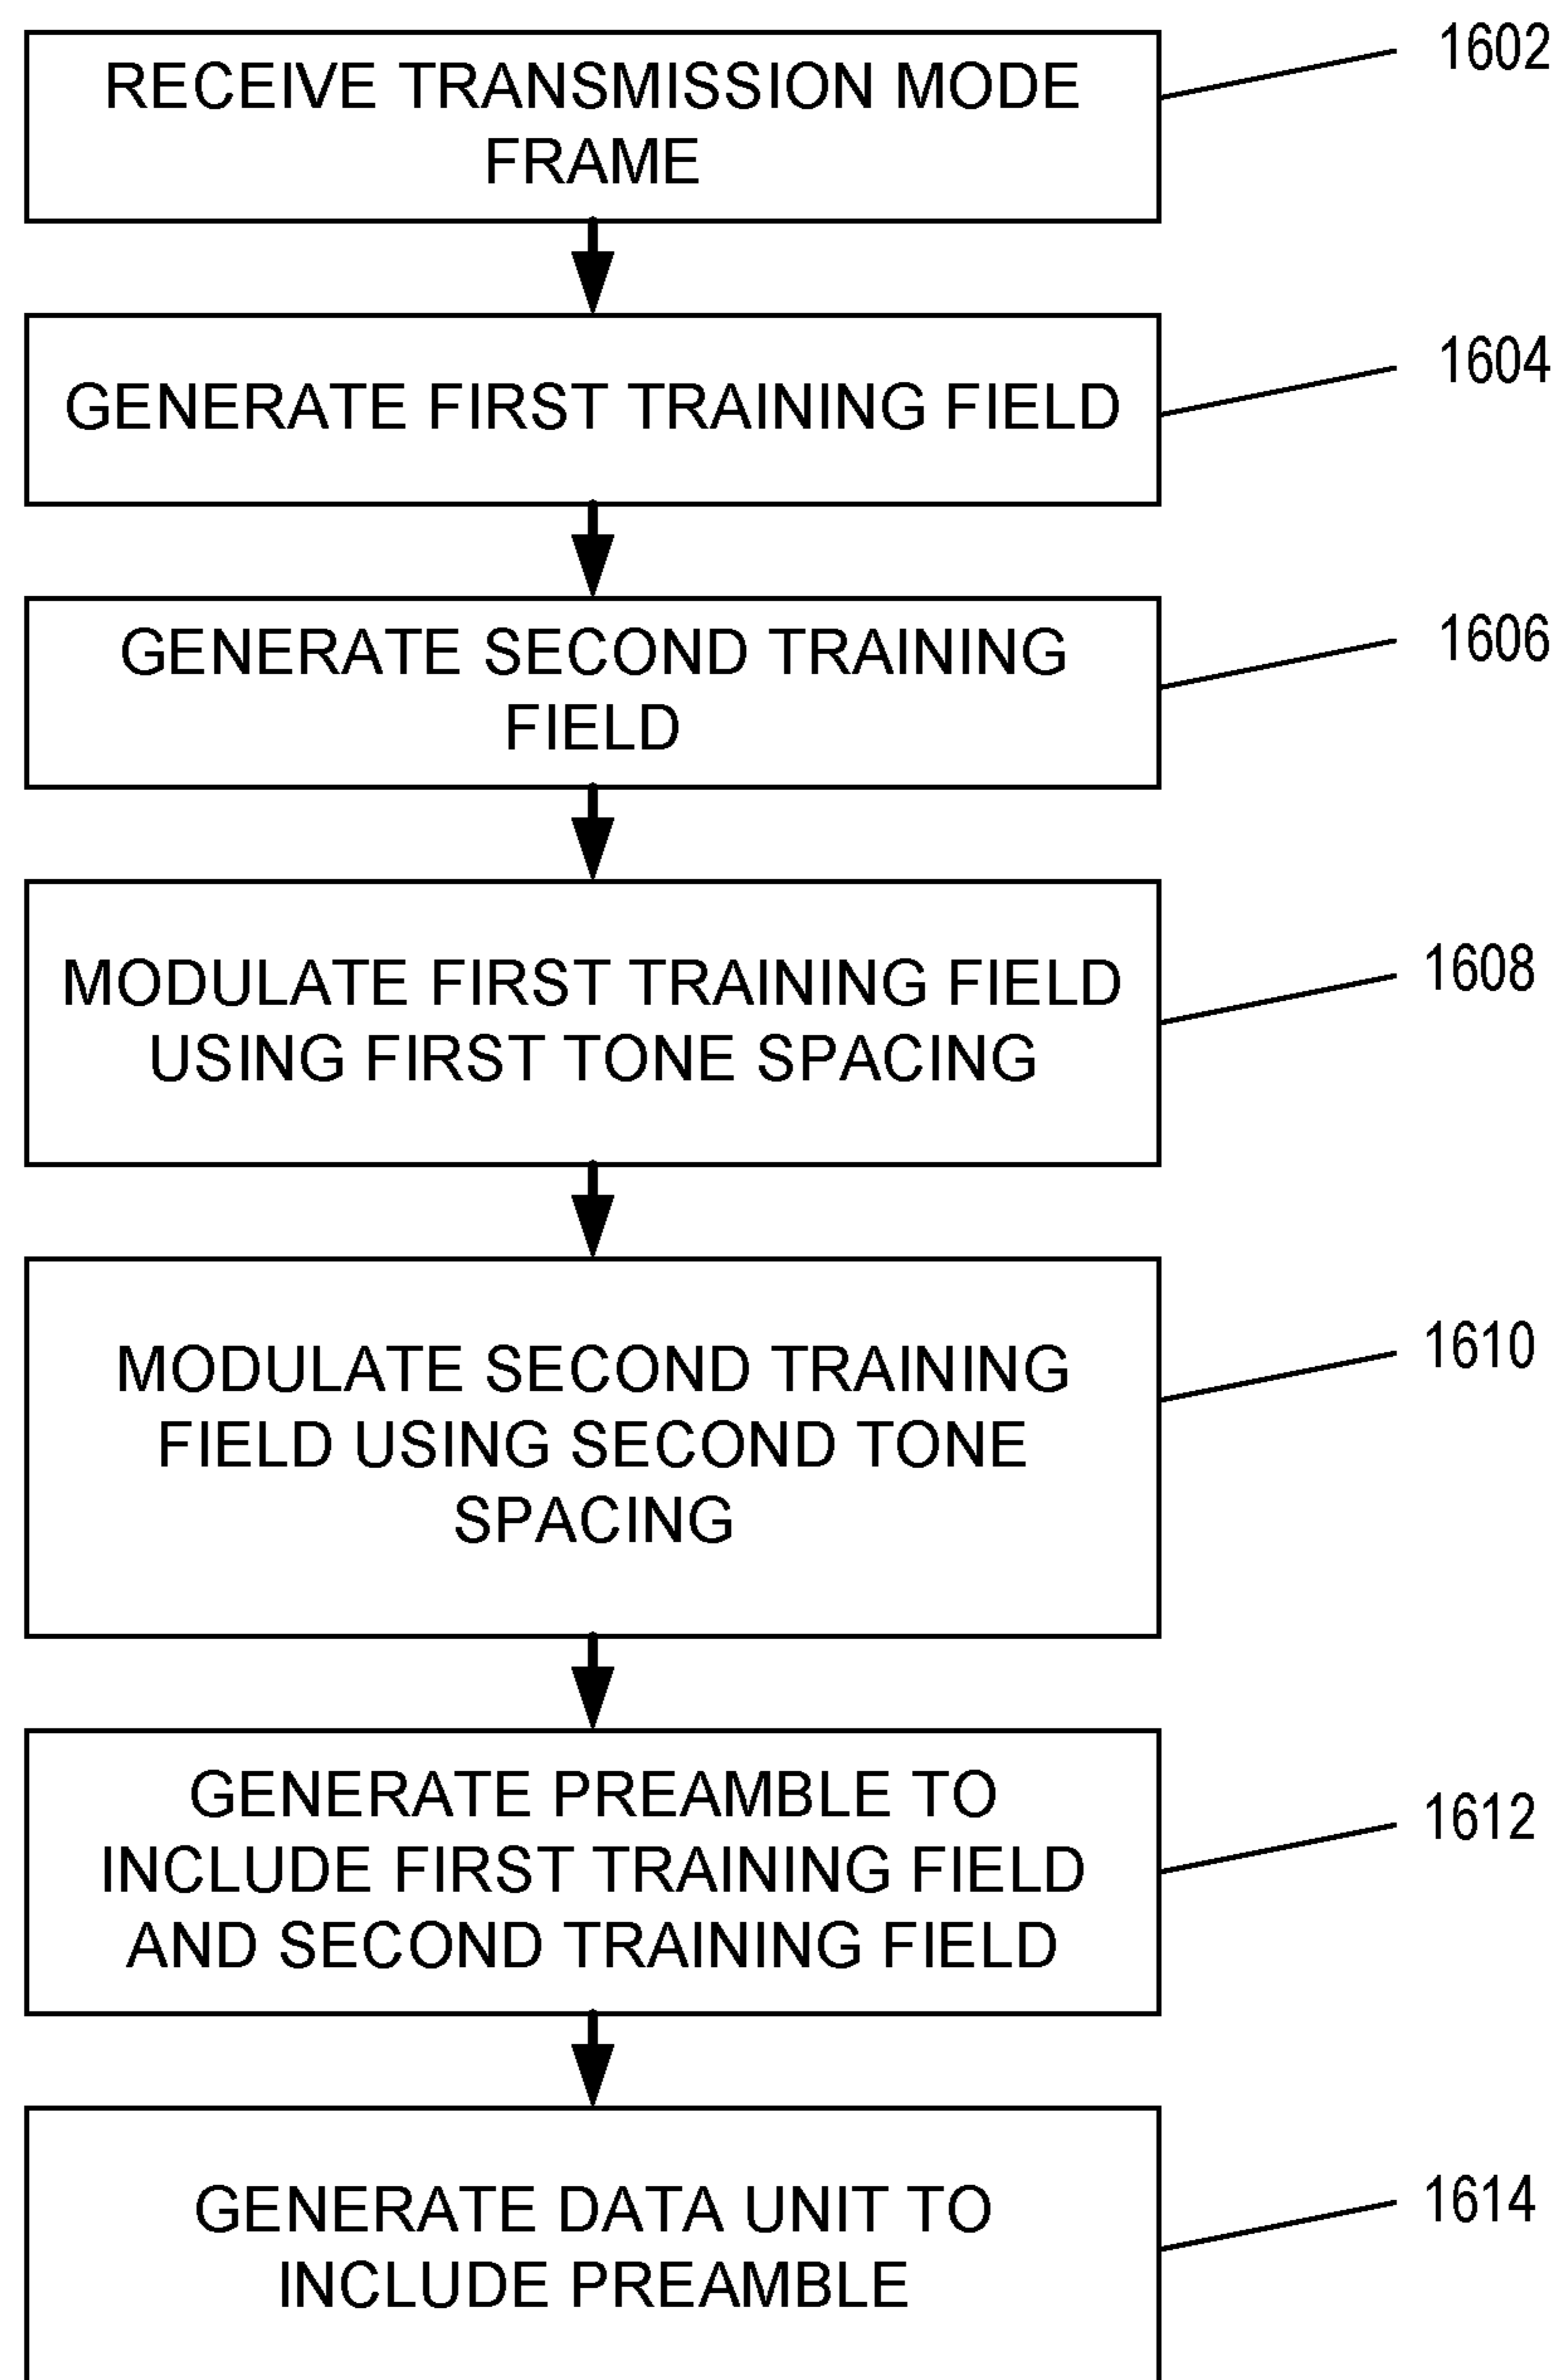 RECEIVE TRANSMISSION MODE
FRAME
1602
GENERATE FIRST TRAINING FIELD
1604
GENERATE SECOND TRAINING
FIELD
1606
MODULATE FIRST TRAINING FIELD
USING FIRST TONE SPACING
1608
MODULATE SECOND TRAINING
FIELD USING SECOND TONE
SPACING
1610
GENERATE PREAMBLE TO
INCLUDE FIRST TRAINING FIELD
AND SECOND TRAINING FIELD
1612
GENERATE DATA UNIT TO
INCLUDE PREAMBLE
1614